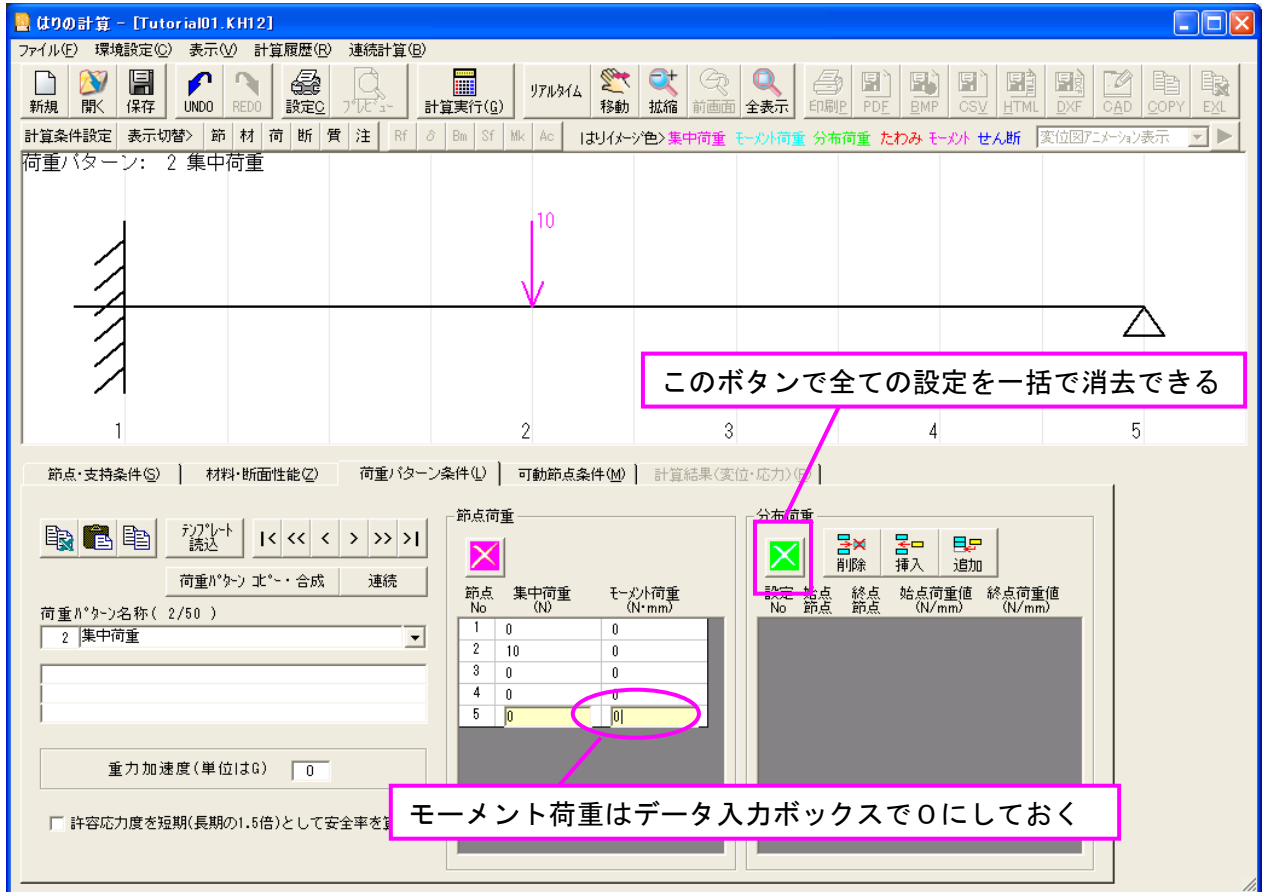 はりの計算 - [Tutorial01.KH12]
ファイル(F) 環境設定(C) 表示(V) 計算履歴(R) 連続計算(B)
新規 開く 保存 UNDO REDO 設定C プレビュー 計算実行(G) リアルタイム 移動 拡縮 前画面 全表示 印刷P PDF BMP CSV HTML DXF CAD COPY EXL
計算条件設定 表示切替> 節 材 荷 断 質 注 Rf δ Bm Sf Mk Ac はりイメージ色>集中荷重 モーメント荷重 分布荷重 たわみ モーメント せん断 変位図アニメーション表示
荷重パターン: 2 集中荷重
10
このボタンで全ての設定を一括で消去できる
1 2 3 4 5
節点・支持条件(S) 材料・断面性能(Z) 荷重パターン条件(L) 可動節点条件(M) 計算結果(変位・応力)
節点荷重 分布荷重
テンプレート読込 |< << < > >> >| 削除 挿入 追加
荷重パターン コピー・合成 連続
節点No 集中荷重(N) モーメント荷重(N・mm) 設定No 始点節点 終点節点 始点荷重値(N/mm) 終点荷重値(N/mm)
荷重パターン名称( 2/50 )
2 集中荷重
1 0 0
2 10 0
3 0 0
4 0 0
5 0 0
重力加速度(単位はG) 0
モーメント荷重はデータ入力ボックスで０にしておく
許容応力度を短期(長期の1.5倍)として安全率を